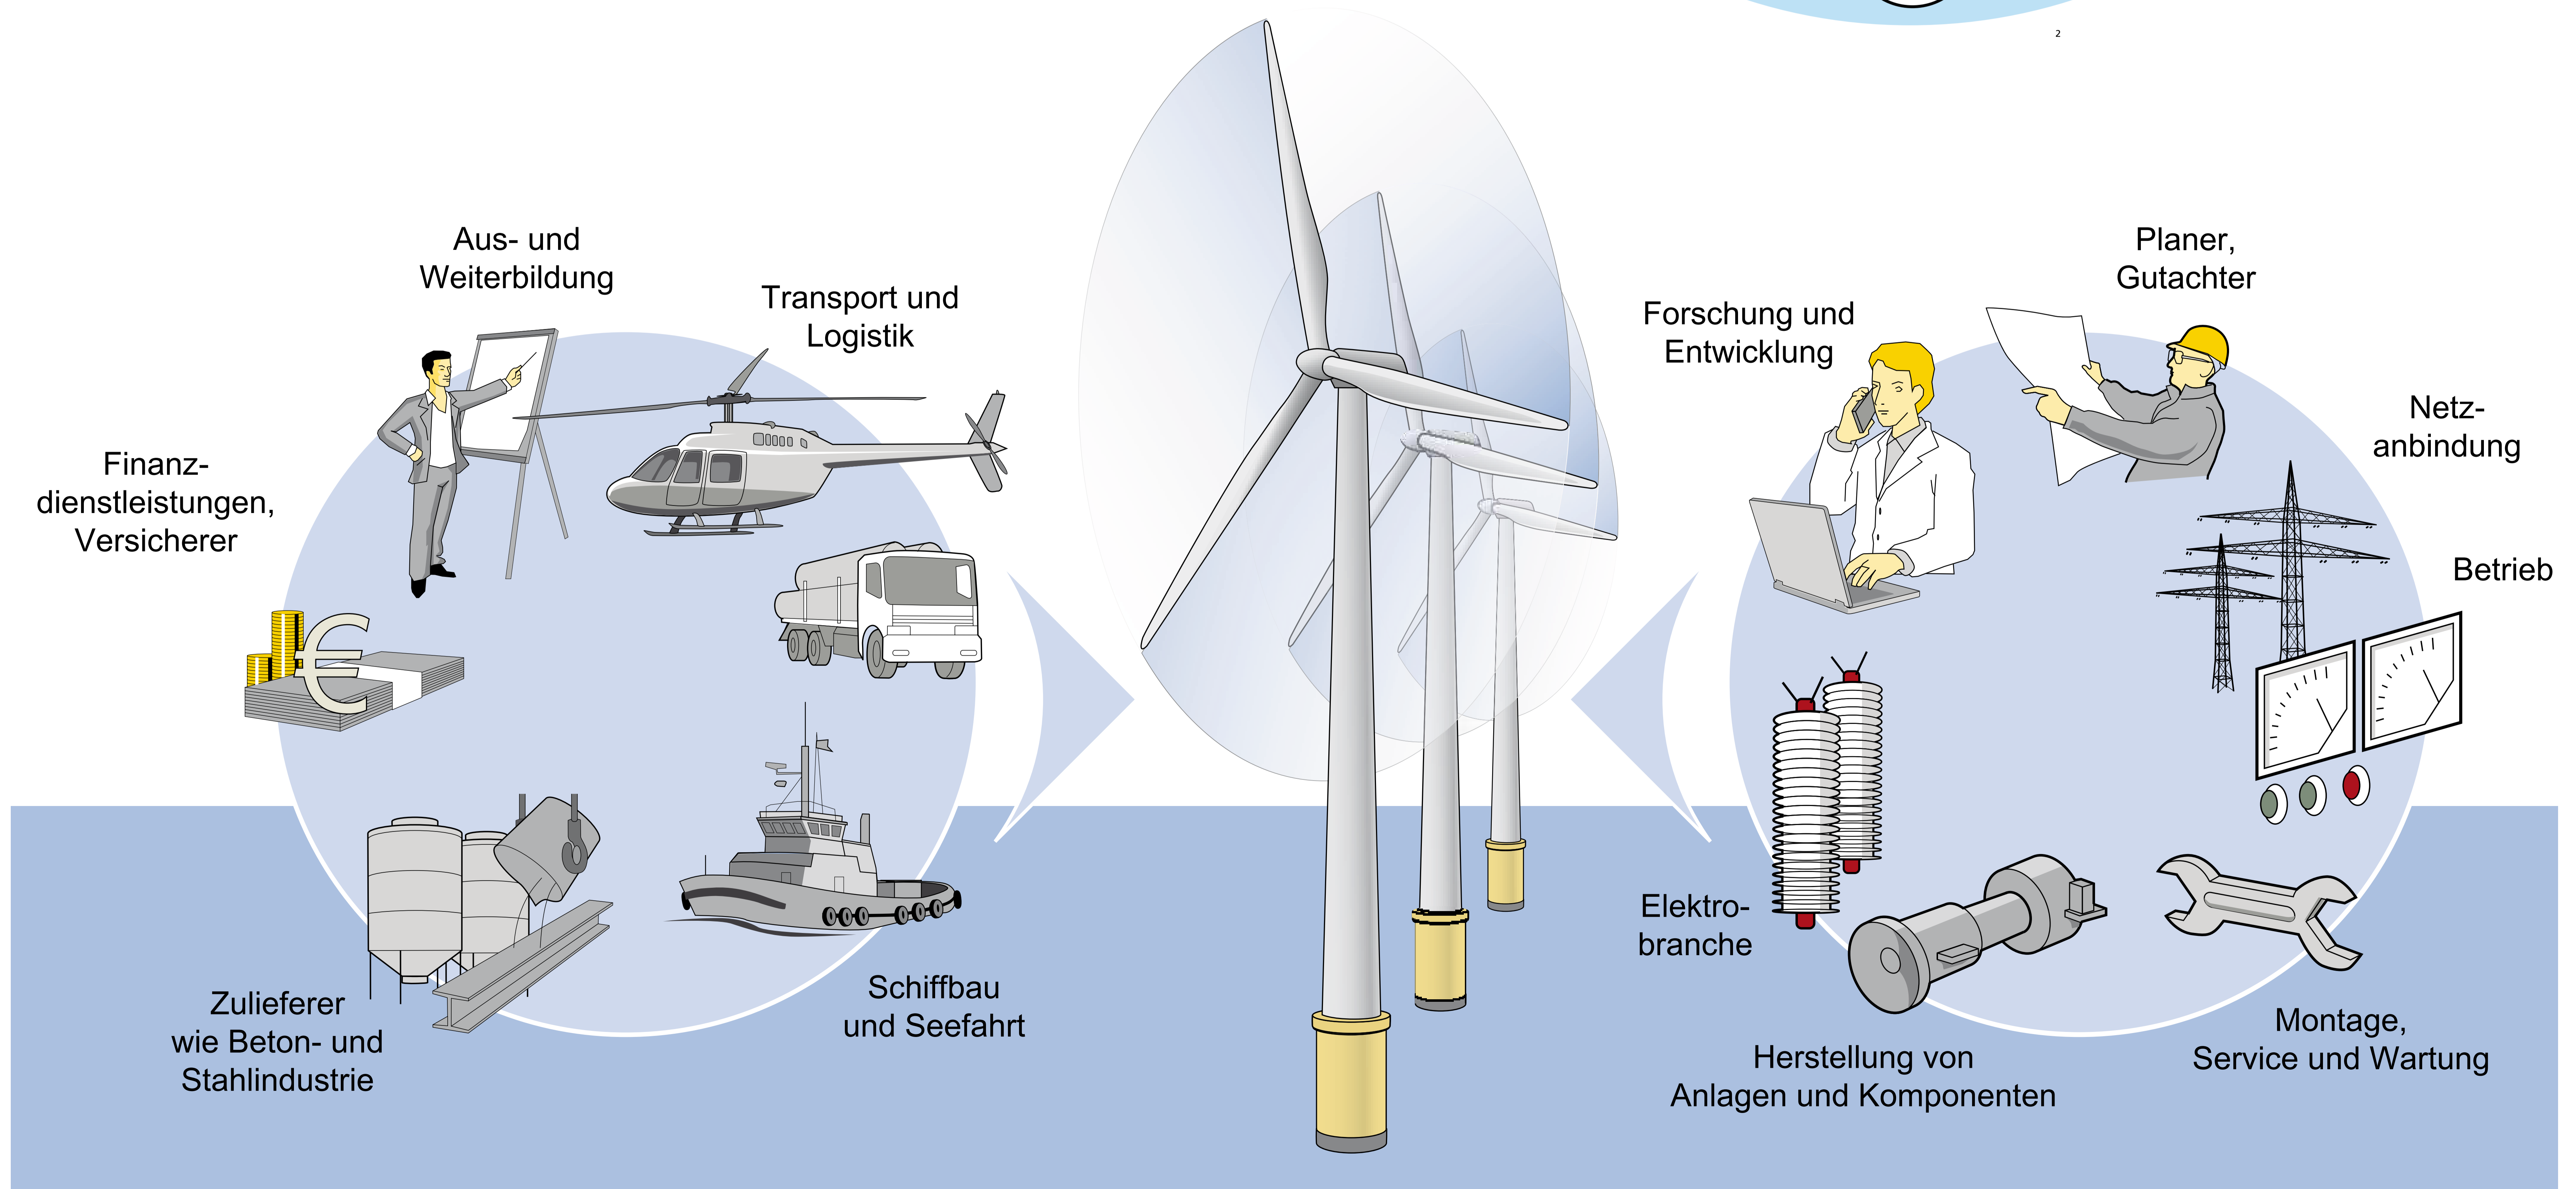 2
Aus- und
Weiterbildung
Transport und
Logistik
Finanz-
dienstleistungen,
Versicherer
Zulieferer
wie Beton- und
Stahlindustrie
Schiffbau
und Seefahrt
Forschung und
Entwicklung
Planer,
Gutachter
Netz-
anbindung
Betrieb
Elektro-
branche
Herstellung von
Anlagen und Komponenten
Montage,
Service und Wartung